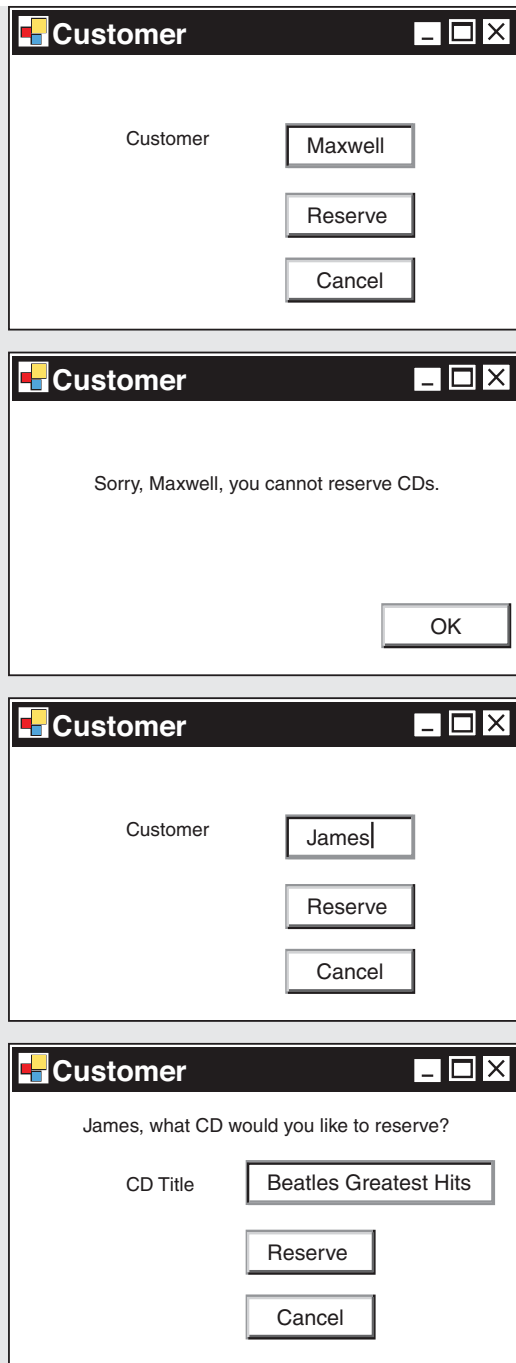 Customer
Customer Maxwell
Reserve
Cancel
Customer
Sorry, Maxwell, you cannot reserve CDs.
OK
Customer
Customer James
Reserve
Cancel
Customer
James, what CD would you like to reserve?
CD Title Beatles Greatest Hits
Reserve
Cancel